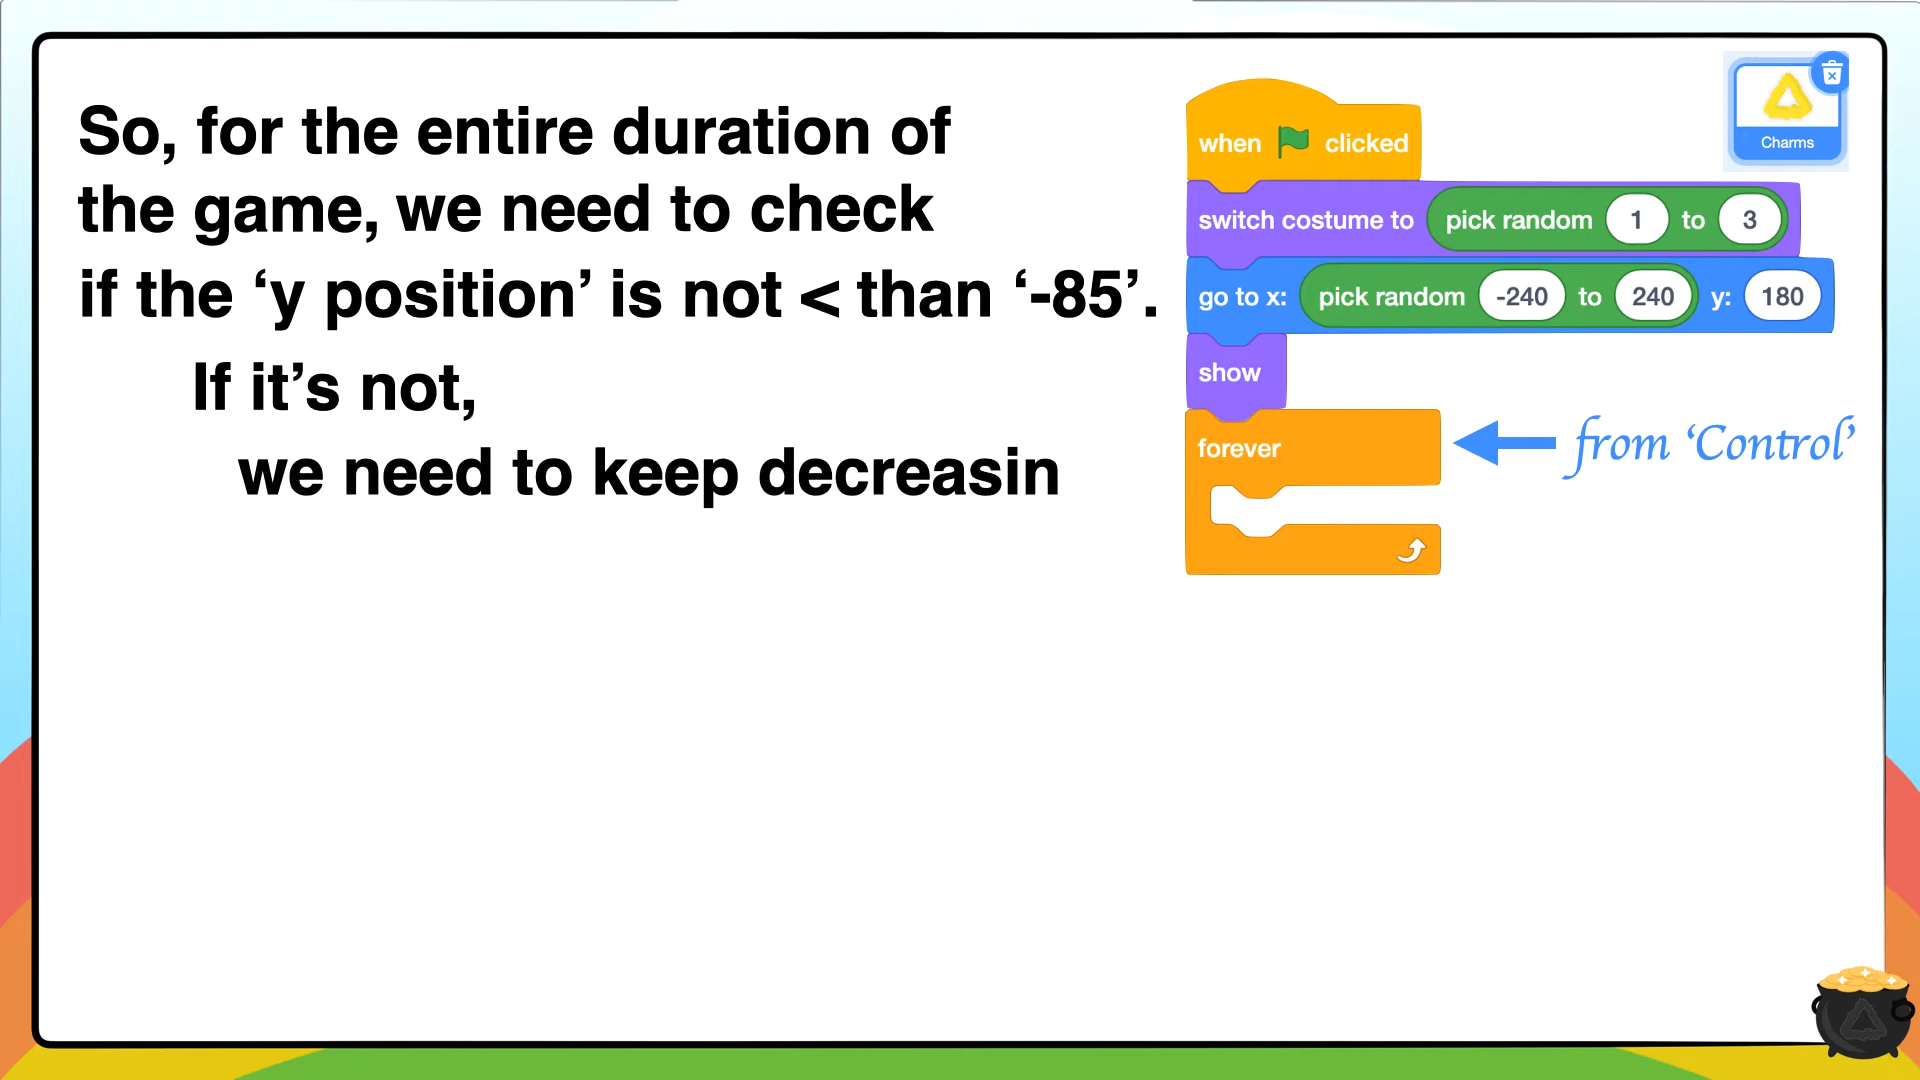 So, for the entire duration of
the game, we need to check
if the ‘y position’ is not < than ‘-85’.
If it’s not,
we need to keep decreasin
when clicked
switch costume to pick random 1 to 3
go to x: pick random -240 to 240 y: 180
show
forever
from ‘Control’
Charms